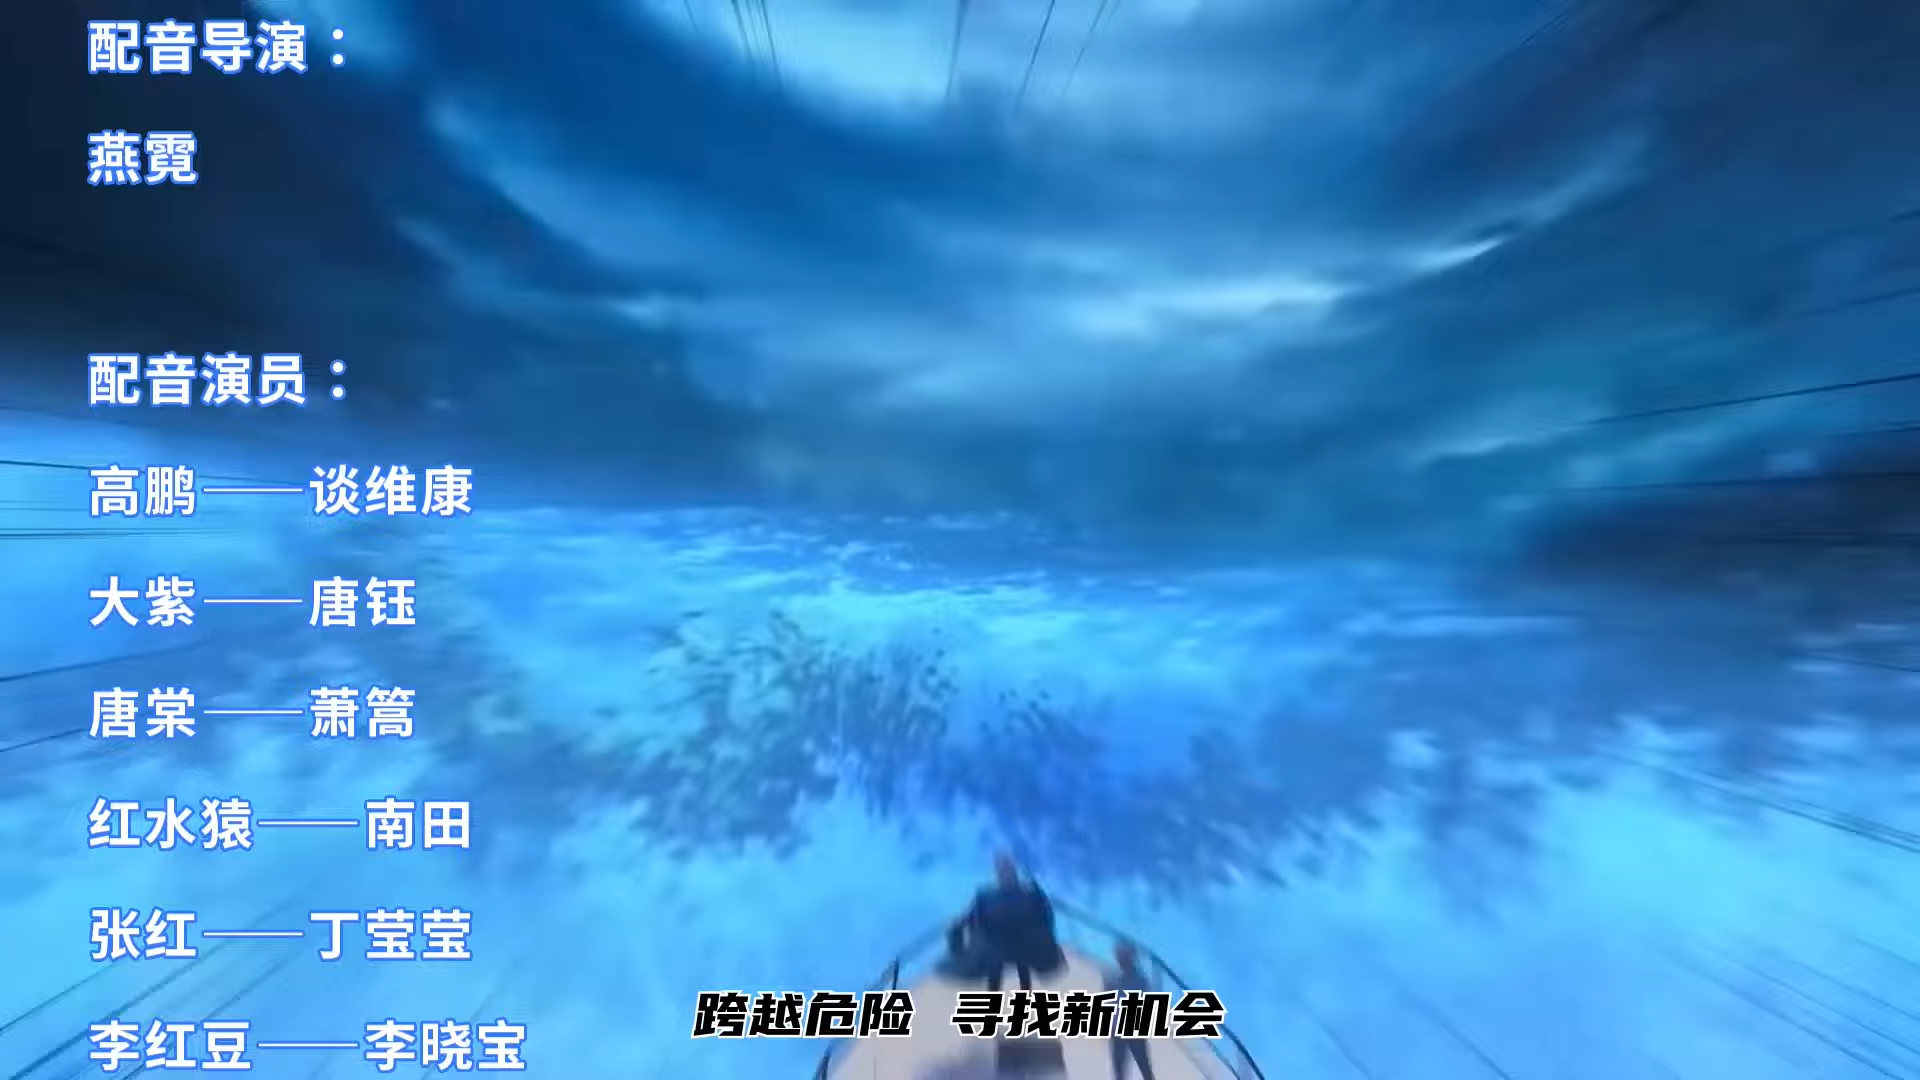 配音导演：
燕霓
配音演员：
高鹏——谈维康
大紫——唐钰
唐棠——萧篙
红水猿——南田
张红——丁莹莹
李红豆——李晓宝
跨越危险 寻找新机会